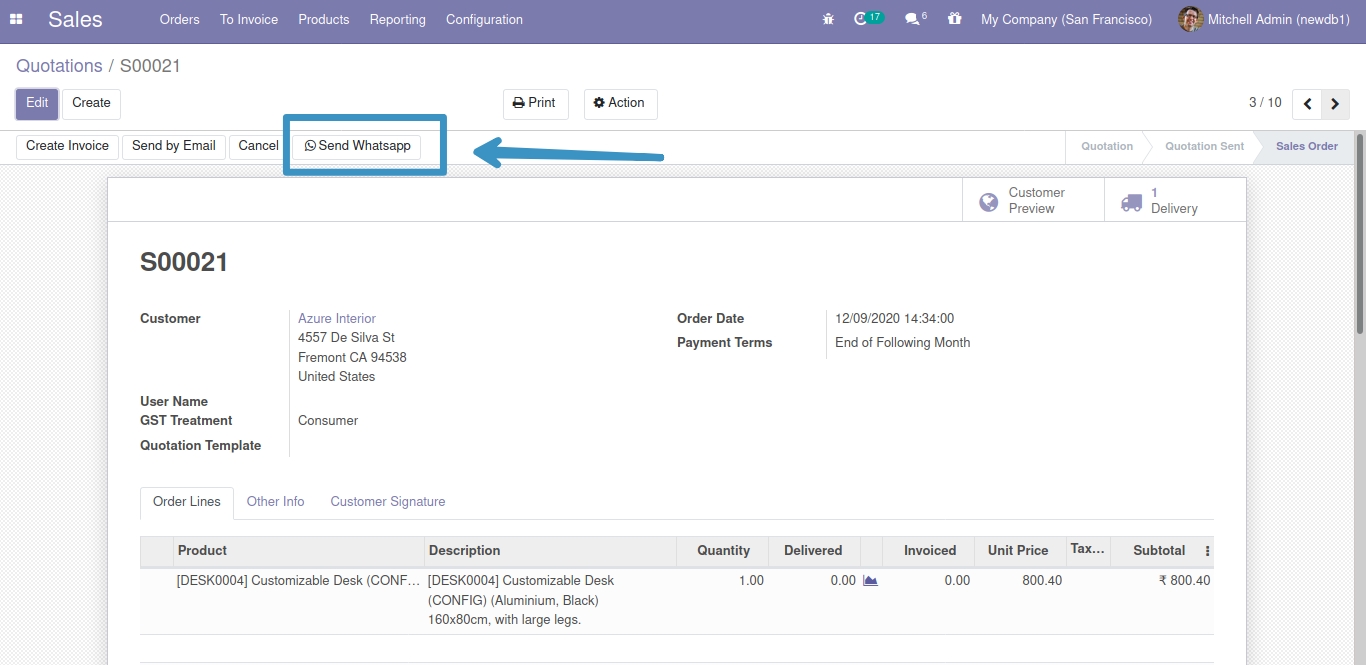 Sales Orders To Invoice Products Reporting Configuration 17 6 My Company (San Francisco) Mitchell Admin (newdb1)
Quotations / S00021
Edit Create Print Action 3 / 10
Create Invoice Send by Email Cancel Send Whatsapp Quotation Quotation Sent Sales Order
Customer Preview
1 Delivery
S00021
Customer Azure Interior
4557 De Silva St
Fremont CA 94538
United States
Order Date 12/09/2020 14:34:00
Payment Terms End of Following Month
User Name
GST Treatment Consumer
Quotation Template
Order Lines Other Info Customer Signature
Product Description Quantity Delivered Invoiced Unit Price Tax... Subtotal
[DESK0004] Customizable Desk (CONF... [DESK0004] Customizable Desk 1.00 0.00 0.00 800.40 ₹ 800.40
(CONFIG) (Aluminium, Black)
160x80cm, with large legs.